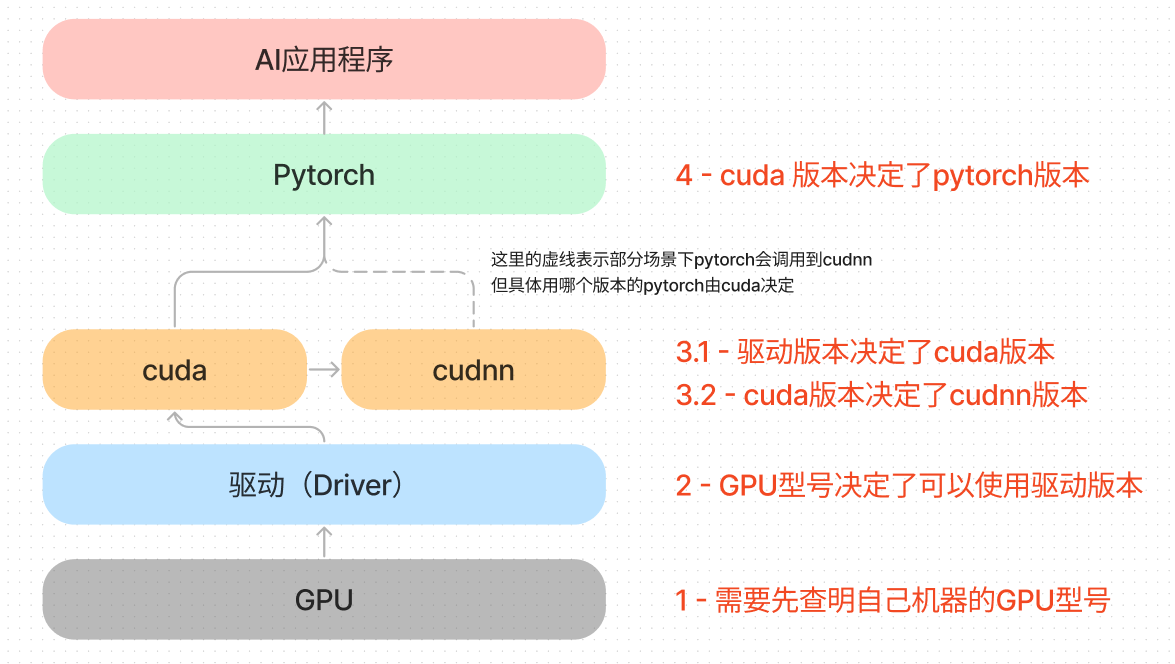 AI应用程序
Pytorch
4 - cuda 版本决定了pytorch版本
这里的虚线表示部分场景下pytorch会调用到cudnn
但具体用哪个版本的pytorch由cuda决定
cuda
cudnn
3.1 - 驱动版本决定了cuda版本
3.2 - cuda版本决定了cudnn版本
驱动（Driver）
2 - GPU型号决定了可以使用驱动版本
GPU
1 - 需要先查明自己机器的GPU型号